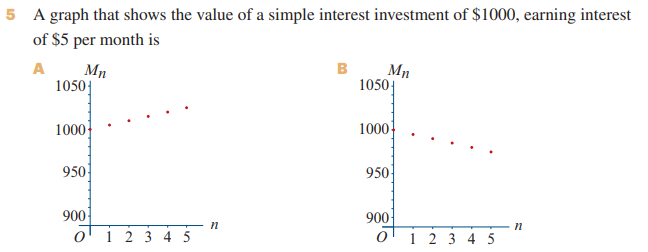 5 A graph that shows the value of a simple interest investment of $1000, earning interest
of $5 per month is
A
Mn
1050
1000
950
900
O 1 2 3 4 5
n
B
Mn
1050
1000
950
900
O 1 2 3 4 5
n